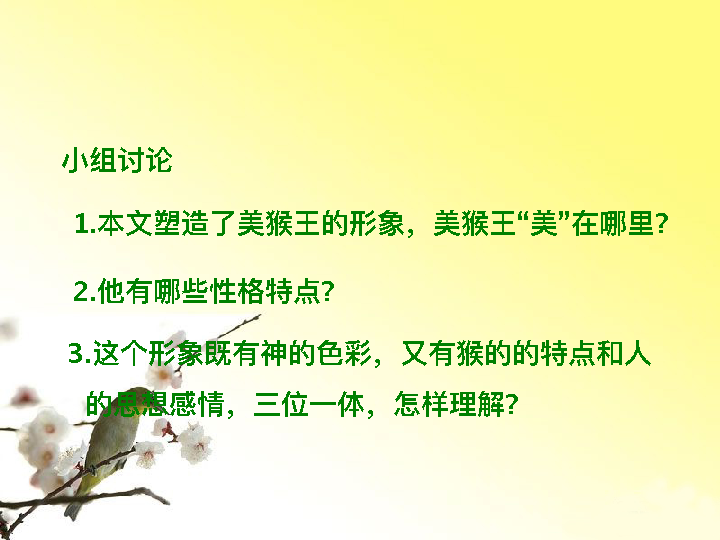 小组讨论
1.本文塑造了美猴王的形象，美猴王“美”在哪里?
2.他有哪些性格特点?
3.这个形象既有神的色彩，又有猴的的特点和人
的思想感情，三位一体，怎样理解?